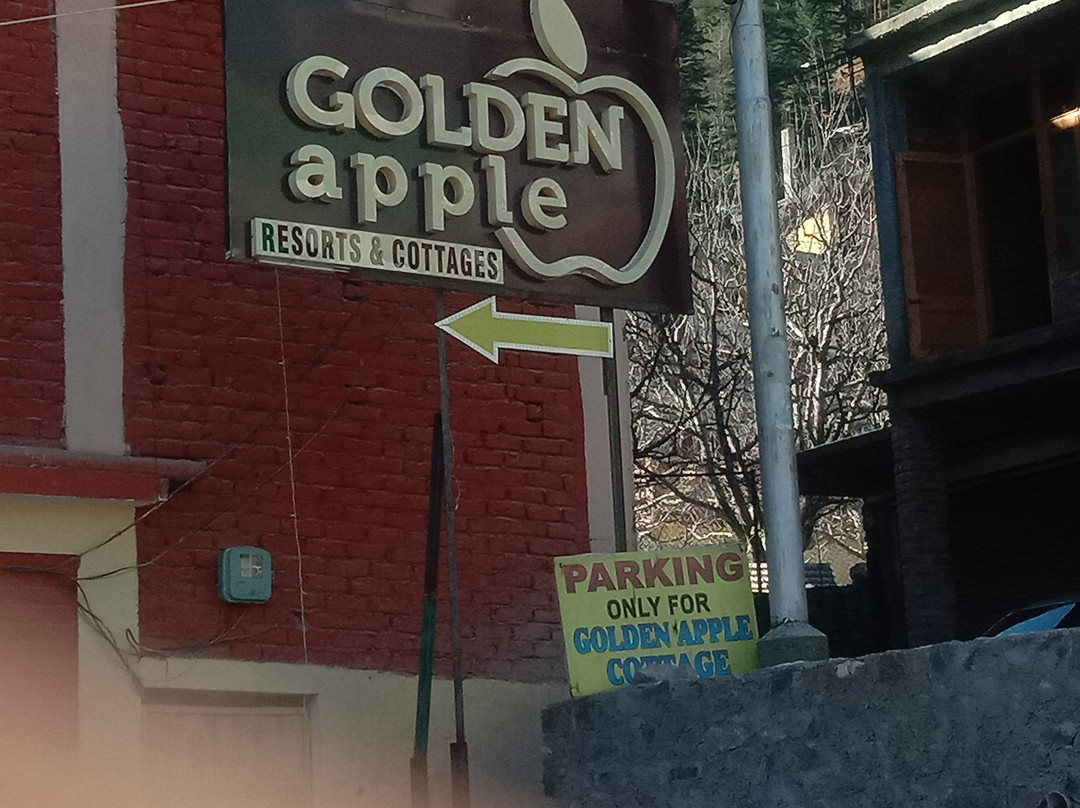 GOLDEN
apple
RESORTS & COTTAGES
PARKING
ONLY FOR
GOLDEN APPLE
COTTAGE